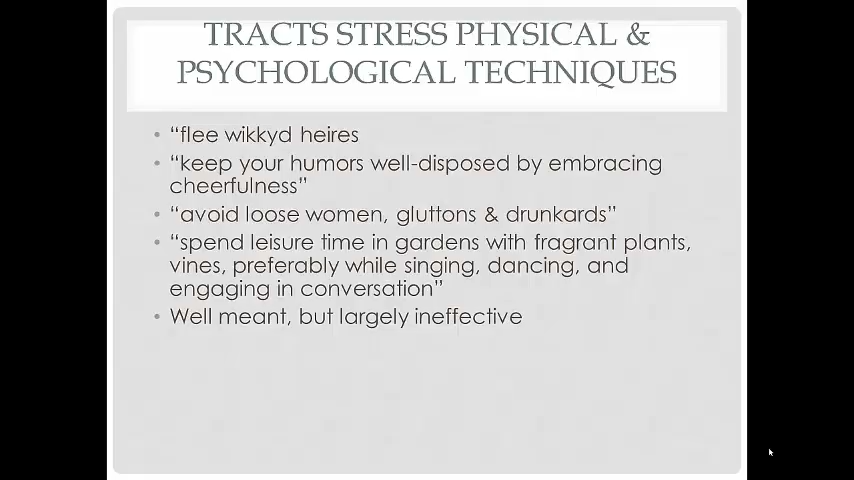 TRACTS STRESS PHYSICAL &
PSYCHOLOGICAL TECHNIQUES
• “flee wikkyd heires
• “keep your humors well-disposed by embracing
cheerfulness”
• “avoid loose women, gluttons & drunkards”
• “spend leisure time in gardens with fragrant plants,
vines, preferably while singing, dancing, and
engaging in conversation”
• Well meant, but largely ineffective